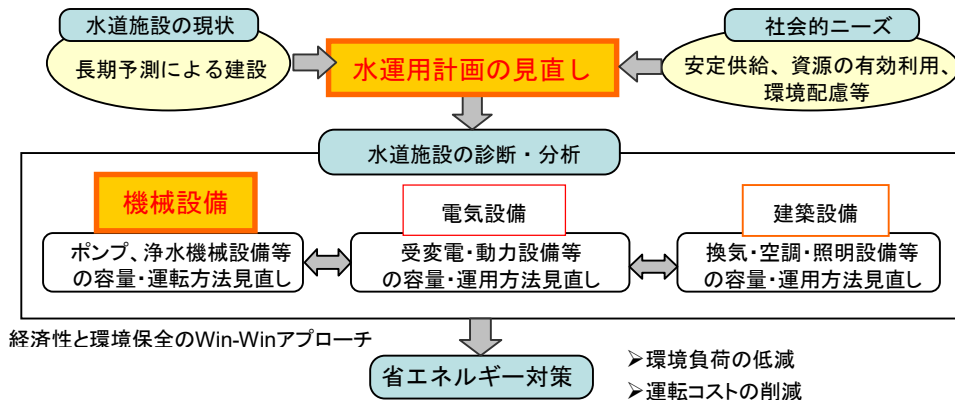 水道施設の現状
社会的ニーズ
長期予測による建設
水運用計画の見直し
安定供給、資源の有効利用、
環境配慮等
水道施設の診断・分析
機械設備
電気設備
建築設備
ポンプ、浄水機械設備等
の容量・運転方法見直し
受変電・動力設備等
の容量・運用方法見直し
換気・空調・照明設備等
の容量・運用方法見直し
経済性と環境保全のWin-Winアプローチ
省エネルギー対策
➢環境負荷の低減
➢運転コストの削減